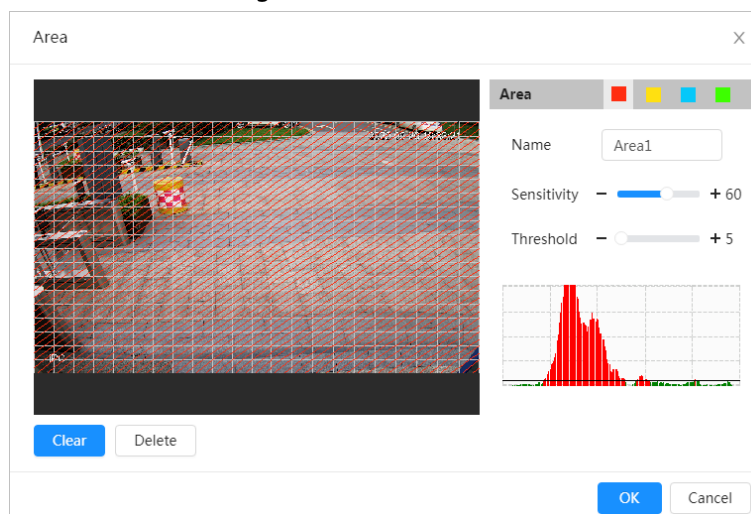 Area
Area
Name Area1
Sensitivity − + 60
Threshold − + 5
Clear Delete
OK Cancel